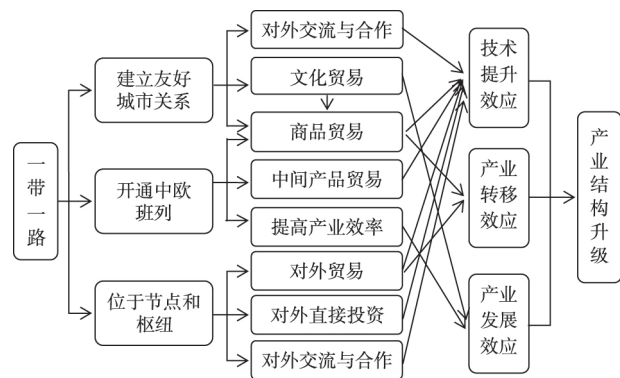 一
带
一
路
建立友好
城市关系
开通中欧
班列
位于节点和
枢纽
对外交流与合作
文化贸易
商品贸易
中间产品贸易
提高产业效率
对外贸易
对外直接投资
对外交流与合作
技术
提升
效应
产业
转移
效应
产业
发展
效应
产
业
结
构
升
级